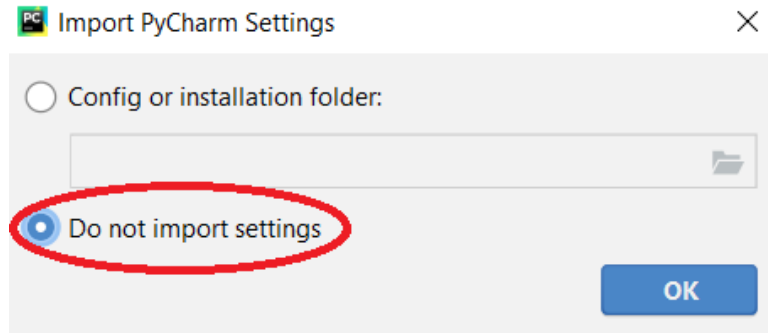 PC Import PyCharm Settings
Config or installation folder:
Do not import settings
OK